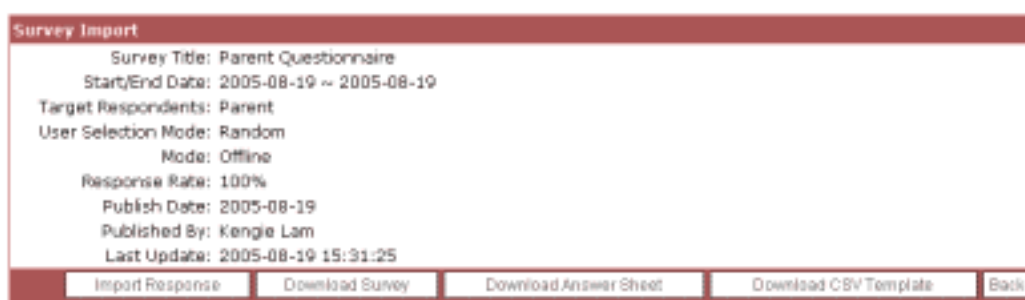 Survey Import
Survey Title: Parent Questionnaire
Start/End Date: 2005-08-19 ~ 2005-08-19
Target Respondents: Parent
User Selection Mode: Random
Mode: Offline
Response Rate: 100%
Publish Date: 2005-08-19
Published By: Kengie Lam
Last Update: 2005-08-19 15:31:25
Import Response Download Survey Download Answer Sheet Download CSV Template Back